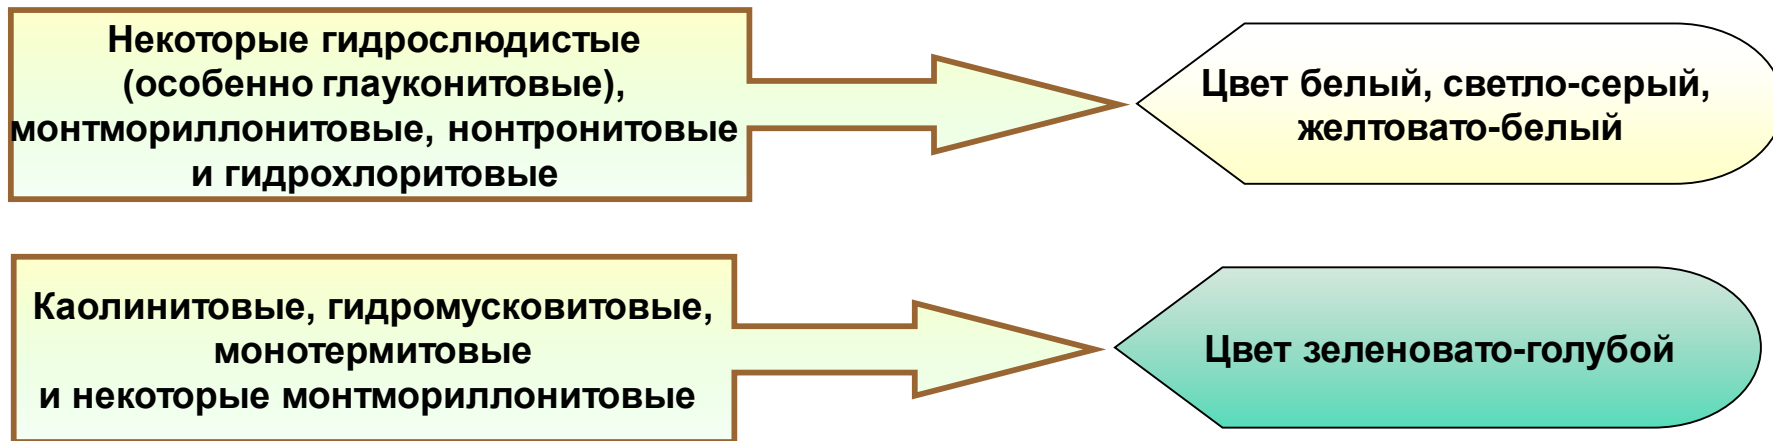 Некоторые гидрослюдистые
(особенно глауконитовые),
монтмориллонитовые, нонтронитовые
и гидрохлоритовые
Цвет белый, светло-серый,
желтовато-белый
Каолинитовые, гидромусковитовые,
монотермитовые
и некоторые монтмориллонитовые
Цвет зеленовато-голубой